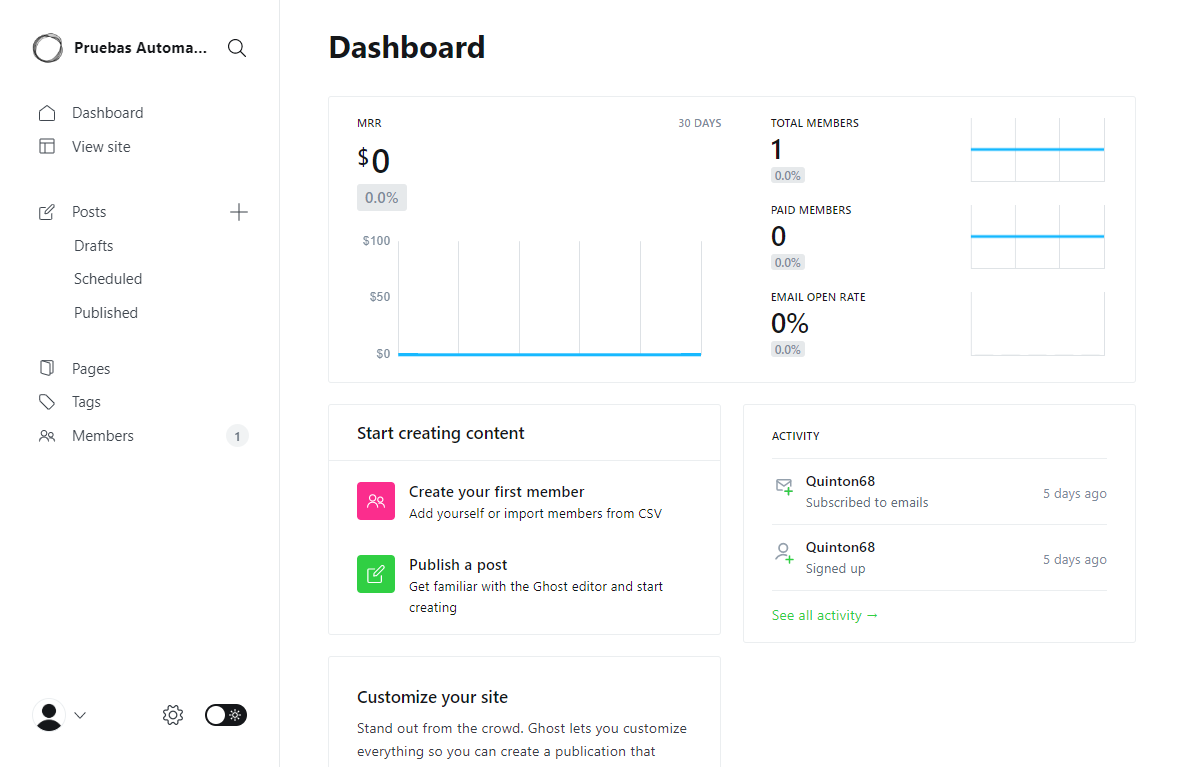 Pruebas Automa...
Dashboard
View site
Posts
Drafts
Scheduled
Published
Pages
Tags
Members
1
Dashboard
MRR
30 DAYS
$0
0.0%
$100
$50
$0
TOTAL MEMBERS
1
0.0%
PAID MEMBERS
0
0.0%
EMAIL OPEN RATE
0%
0.0%
Start creating content
Create your first member
Add yourself or import members from CSV
Publish a post
Get familiar with the Ghost editor and start
creating
ACTIVITY
Quinton68
Subscribed to emails
5 days ago
Quinton68
Signed up
5 days ago
See all activity →
Customize your site
Stand out from the crowd. Ghost lets you customize
everything so you can create a publication that